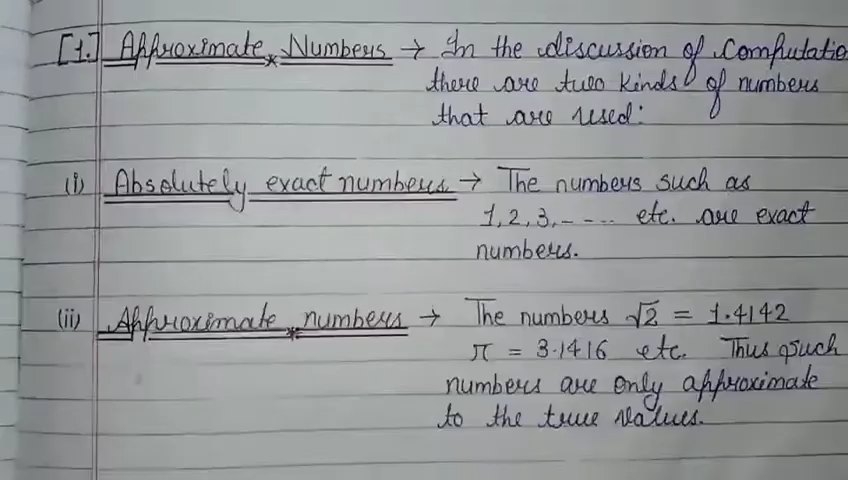 [1.] Approximate Numbers → In the discussion of Computatio
there are two kinds of numbers
that are used:
(i) Absolutely exact numbers → The numbers such as
1, 2, 3, - - ... etc. are exact
numbers.
(ii) Approximate numbers → The numbers √2 = 1.4142
π = 3.1416 etc. Thus such
numbers are only approximate
to the true values.